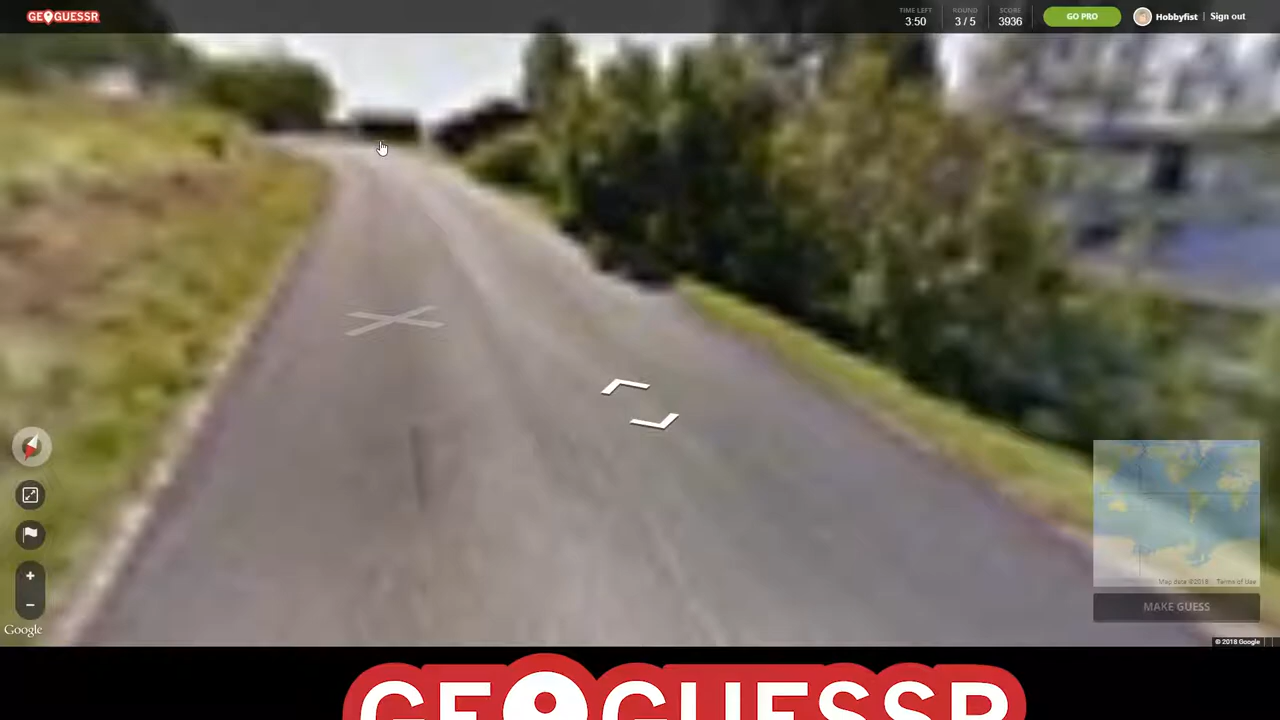 GEOGUESSR
TIME LEFT
3:50
ROUND
3 / 5
SCORE
3936
GO PRO
Hobbyfist | Sign out
+
−
Google
Map data ©2018 Terms of Use
MAKE GUESS
© 2018 Google
GEOGUESSR